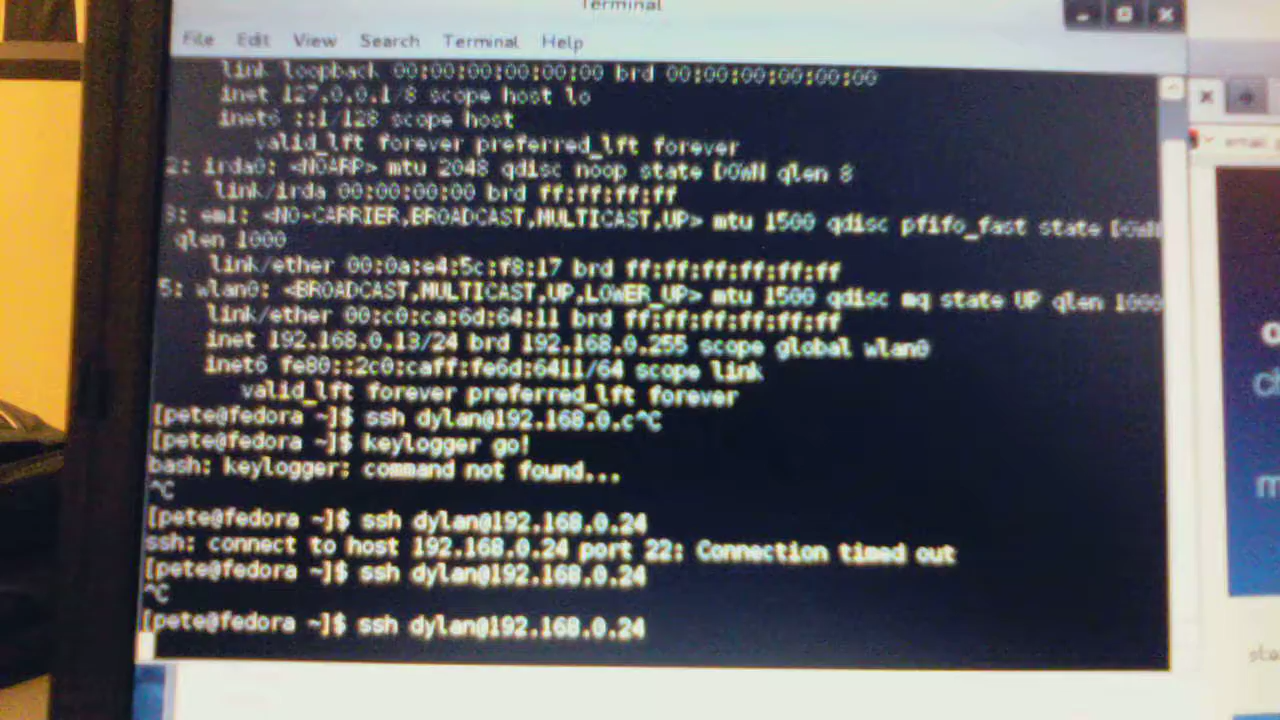 Terminal
File Edit View Search Terminal Help
link loopback 00:00:00:00:00:00 brd 00:00:00:00:00:00
inet 127.0.0.1/8 scope host lo
inet6 ::1/128 scope host
valid_lft forever preferred_lft forever
2: irda0: <NOARP> mtu 2048 qdisc noop state DOWN qlen 8
link/irda 00:00:00:00 brd ff:ff:ff:ff
3: em1: <NO-CARRIER,BROADCAST,MULTICAST,UP> mtu 1500 qdisc pfifo_fast state DOWN
qlen 1000
link/ether 00:0a:e4:5c:f8:17 brd ff:ff:ff:ff:ff:ff
5: wlan0: <BROADCAST,MULTICAST,UP,LOWER_UP> mtu 1500 qdisc mq state UP qlen 1000
link/ether 00:c0:ca:6d:64:11 brd ff:ff:ff:ff:ff:ff
inet 192.168.0.13/24 brd 192.168.0.255 scope global wlan0
inet6 fe80::2c0:caff:fe6d:6411/64 scope link
valid_lft forever preferred_lft forever
[pete@fedora ~]$ ssh dylan@192.168.0.c^C
[pete@fedora ~]$ keylogger go!
bash: keylogger: command not found...
^C
[pete@fedora ~]$ ssh dylan@192.168.0.24
ssh: connect to host 192.168.0.24 port 22: Connection timed out
[pete@fedora ~]$ ssh dylan@192.168.0.24
^C
[pete@fedora ~]$ ssh dylan@192.168.0.24
email